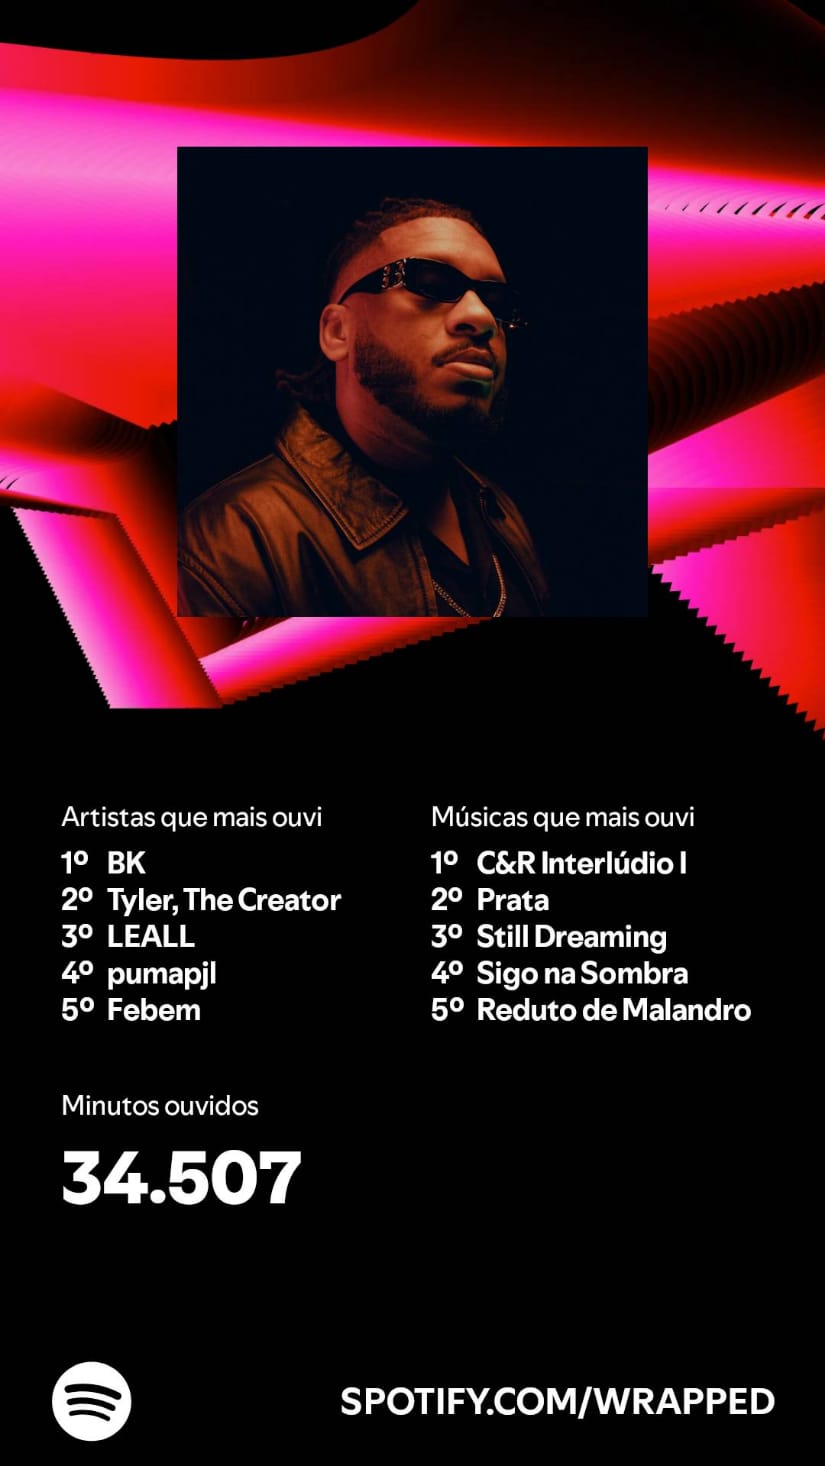 Artistas que mais ouvi
1º BK
2º Tyler, The Creator
3º LEALL
4º pumapjl
5º Febem
Músicas que mais ouvi
1º C&R Interlúdio I
2º Prata
3º Still Dreaming
4º Sigo na Sombra
5º Reduto de Malandro
Minutos ouvidos
34.507
SPOTIFY.COM/WRAPPED